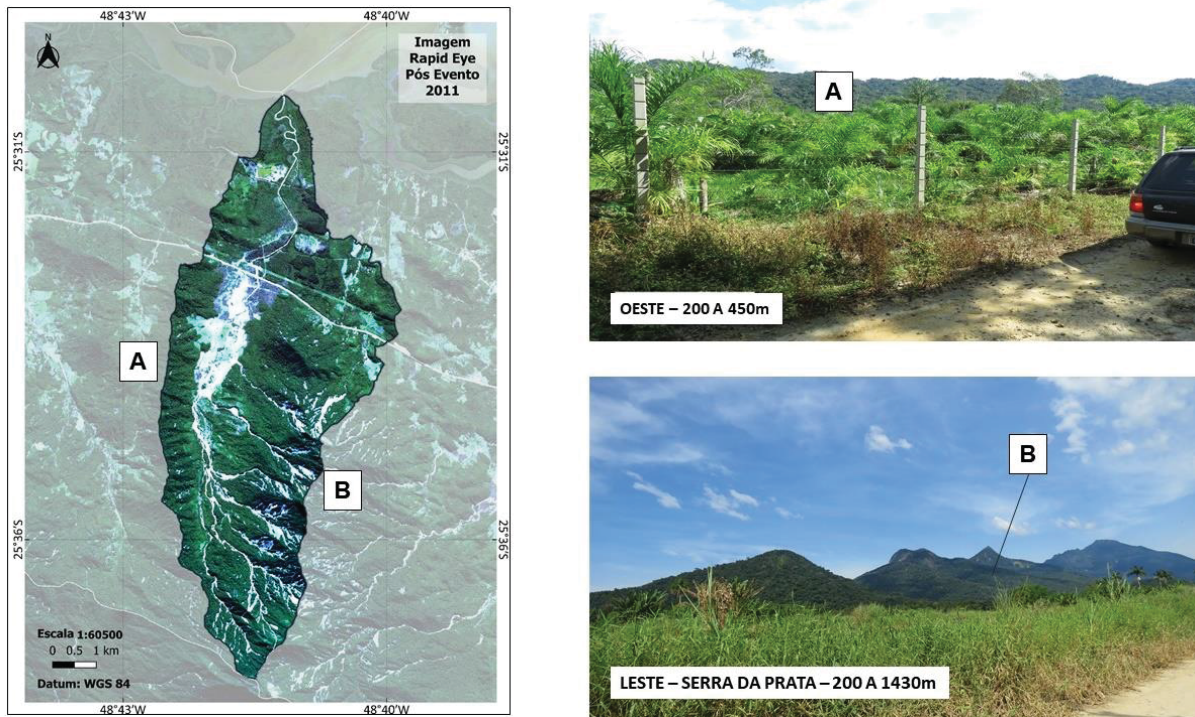 48°43'W
48°40'W
N
Imagem
Rapid Eye
Pós Evento
2011
25°31'S
25°31'S
A
B
25°36'S
25°36'S
Escala 1:60500
0 0.5 1 km
Datum: WGS 84
48°43'W
48°40'W
A
OESTE – 200 A 450m
B
LESTE – SERRA DA PRATA – 200 A 1430m